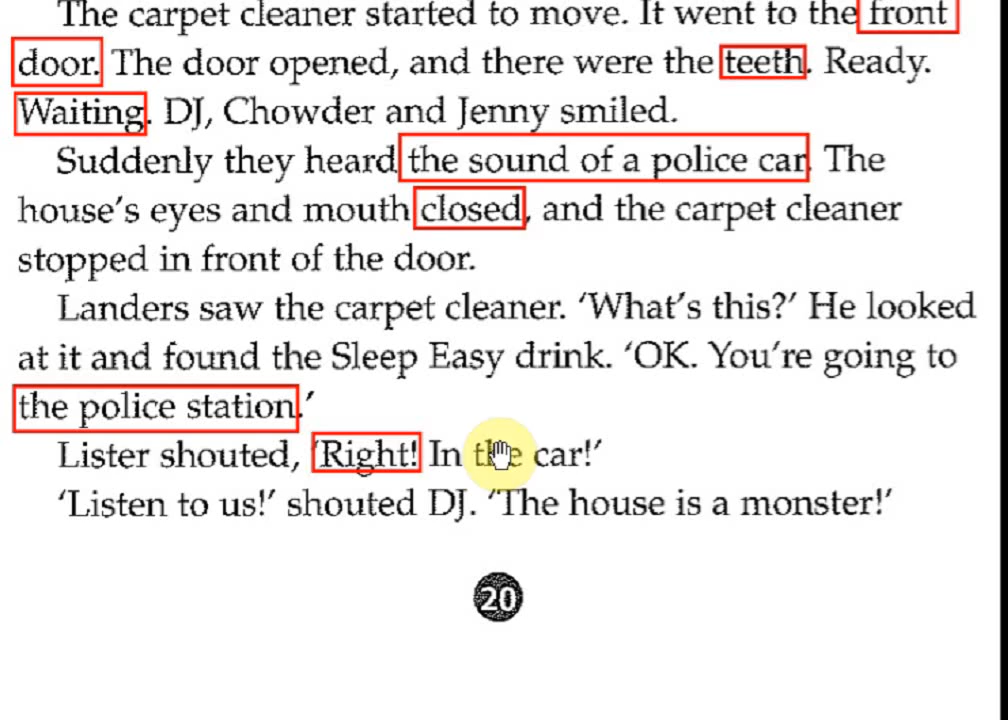 The carpet cleaner started to move. It went to the front
door. The door opened, and there were the teeth. Ready.
Waiting. DJ, Chowder and Jenny smiled.
Suddenly they heard the sound of a police car. The
house's eyes and mouth closed, and the carpet cleaner
stopped in front of the door.
Landers saw the carpet cleaner. ‘What's this?’ He looked
at it and found the Sleep Easy drink. ‘OK. You're going to
the police station.’
Lister shouted, ‘Right! In the car!’
‘Listen to us!’ shouted DJ. ‘The house is a monster!’
20